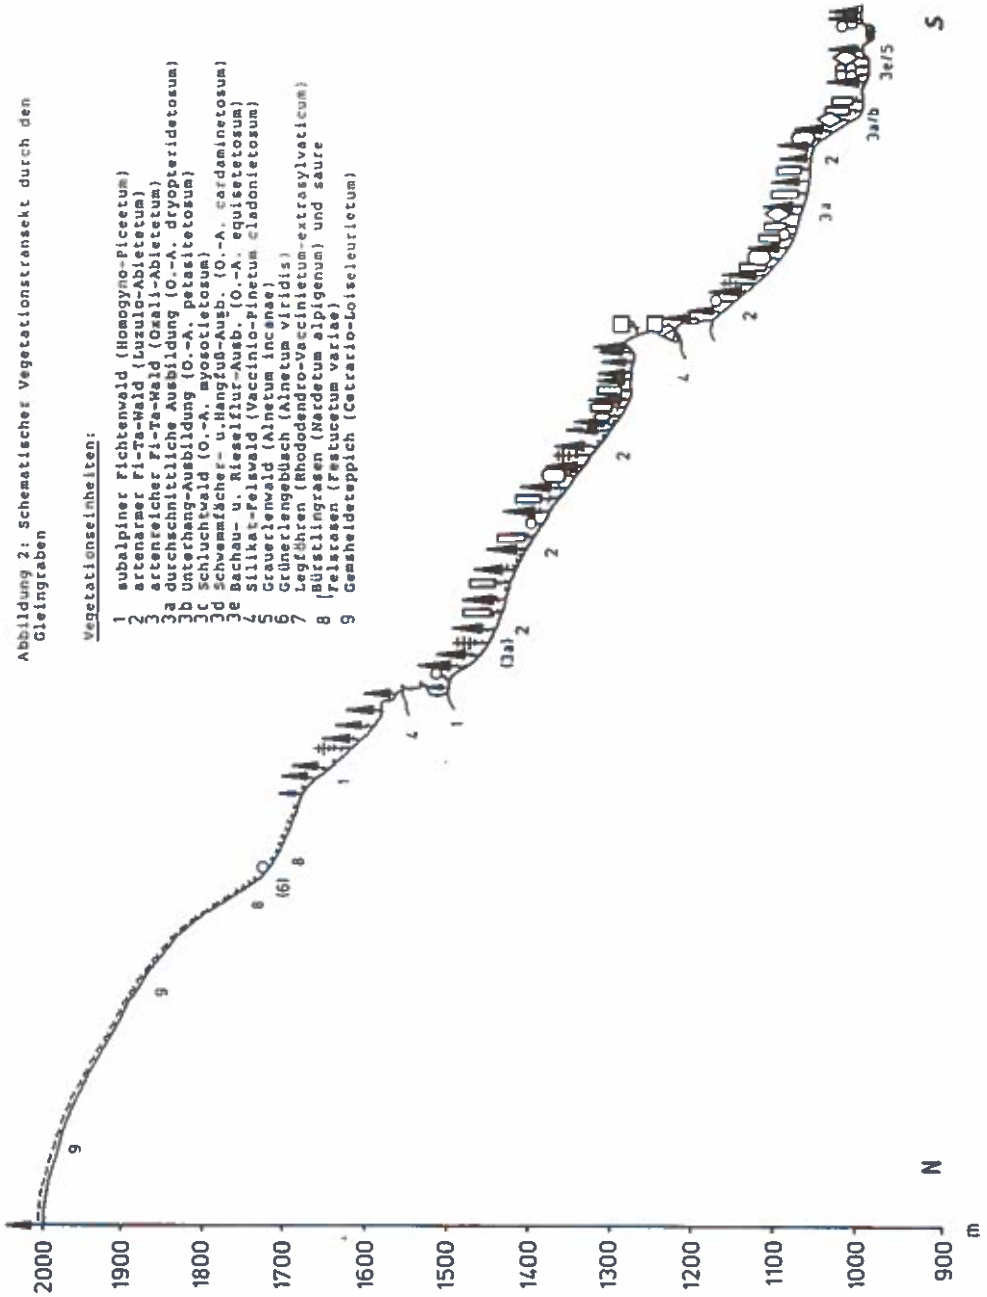 Abbildung 2: Schematischer Vegetationstransekt durch den
Gleingraben
Vegetationseinheiten:
1 subalpiner Fichtenwald (Homogyno-Piceetum)
2 artenarmer Fi-Ta-Wald (Luzulo-Abietetum)
3 artenreicher Fi-Ta-Wald (Oxali-Abietetum)
3a durchschnittliche Ausbildung (O.-A. dryopteridetosum)
3b Unterhang-Ausbildung (O.-A. petasitetosum)
3c Schluchtwald (O.-A. myosotietosum)
3d Schwemmfächer- u.Hangfuß-Ausb. (O.-A. cardaminetosum)
3e Bachau- u. Rieselflur-Ausb. (O.-A. equisetetosum)
4 Silikat-Felswald (Vaccinio-Pinetum cladonietosum)
5 Grauerlenwald (Alnetum incanae)
6 Grünerlengebüsch (Alnetum viridis)
7 Legföhren (Rhododendro-Vaccinietum-extrasylvaticum)
8 (Bürstlingrasen (Nardetum alpigenum) und saure
Felsrasen (Festucetum variae)
9 Gemsheideteppich (Cetrario-Loiseleurietum)
2000
1900
1800
1700
1600
1500
1400
1300
1200
1100
1000
900
m
N
S
9
9
8
(6)
8
1
4
1
(3a)
2
2
2
4
2
3a
2
3a/b
3e/5